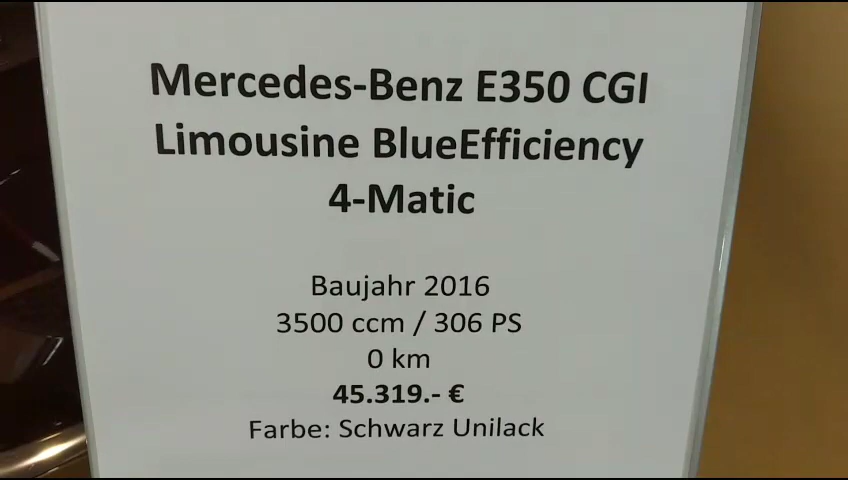 Mercedes-Benz E350 CGI
Limousine BlueEfficiency
4-Matic
Baujahr 2016
3500 ccm / 306 PS
0 km
45.319.- €
Farbe: Schwarz Unilack